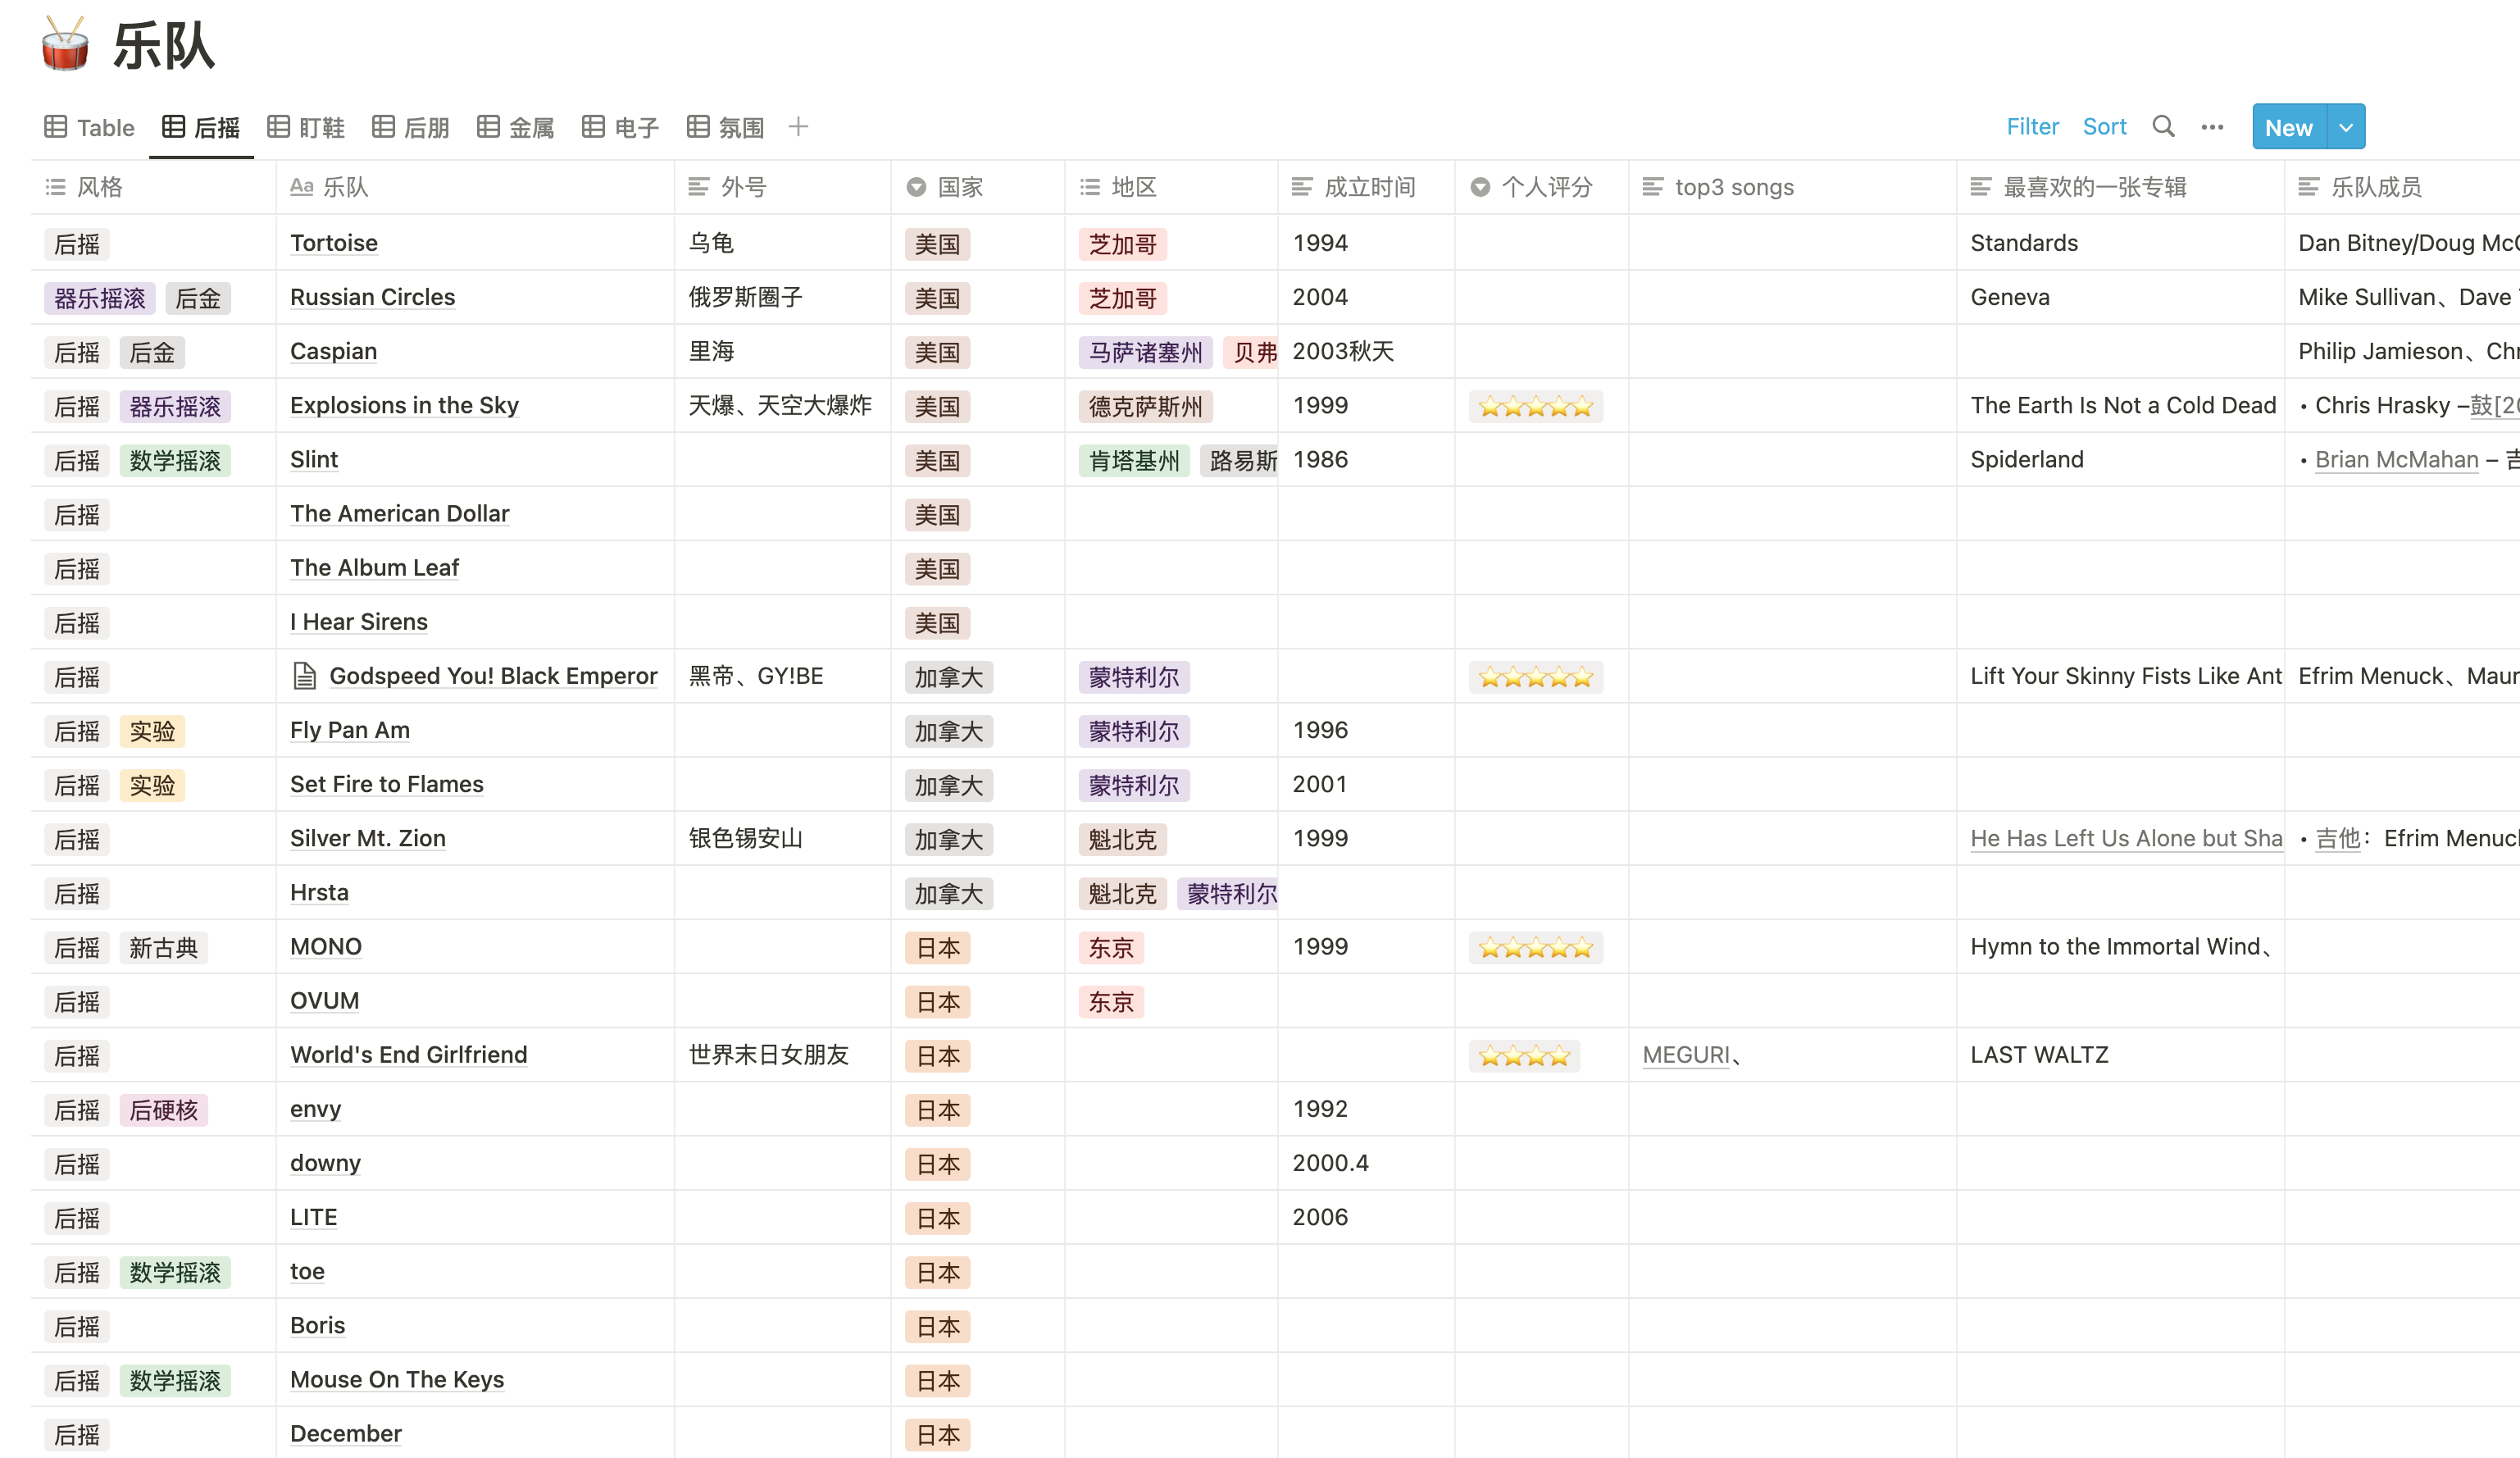 乐队
Table 后摇 盯鞋 后朋 金属 电子 氛围 Filter Sort New
风格 Aa 乐队 外号 国家 地区 成立时间 个人评分 top3 songs 最喜欢的一张专辑 乐队成员
后摇 Tortoise 乌龟 美国 芝加哥 1994 Standards Dan Bitney/Doug McC
器乐摇滚 后金 Russian Circles 俄罗斯圈子 美国 芝加哥 2004 Geneva Mike Sullivan、Dave
后摇 后金 Caspian 里海 美国 马萨诸塞州 贝弗 2003秋天 Philip Jamieson、Chr
后摇 器乐摇滚 Explosions in the Sky 天爆、天空大爆炸 美国 德克萨斯州 1999 ⭐⭐⭐⭐⭐ The Earth Is Not a Cold Dead • Chris Hrasky –鼓[20
后摇 数学摇滚 Slint 美国 肯塔基州 路易斯 1986 Spiderland • Brian McMahan – 吉
后摇 The American Dollar 美国
后摇 The Album Leaf 美国
后摇 I Hear Sirens 美国
后摇 Godspeed You! Black Emperor 黑帝、GY!BE 加拿大 蒙特利尔 ⭐⭐⭐⭐⭐ Lift Your Skinny Fists Like Ant Efrim Menuck、Maur
后摇 实验 Fly Pan Am 加拿大 蒙特利尔 1996
后摇 实验 Set Fire to Flames 加拿大 蒙特利尔 2001
后摇 Silver Mt. Zion 银色锡安山 加拿大 魁北克 1999 He Has Left Us Alone but Sha • 吉他：Efrim Menuck
后摇 Hrsta 加拿大 魁北克 蒙特利尔
后摇 新古典 MONO 日本 东京 1999 ⭐⭐⭐⭐⭐ Hymn to the Immortal Wind、
后摇 OVUM 日本 东京
后摇 World's End Girlfriend 世界末日女朋友 日本 ⭐⭐⭐⭐ MEGURI、 LAST WALTZ
后摇 后硬核 envy 日本 1992
后摇 downy 日本 2000.4
后摇 LITE 日本 2006
后摇 数学摇滚 toe 日本
后摇 Boris 日本
后摇 数学摇滚 Mouse On The Keys 日本
后摇 December 日本